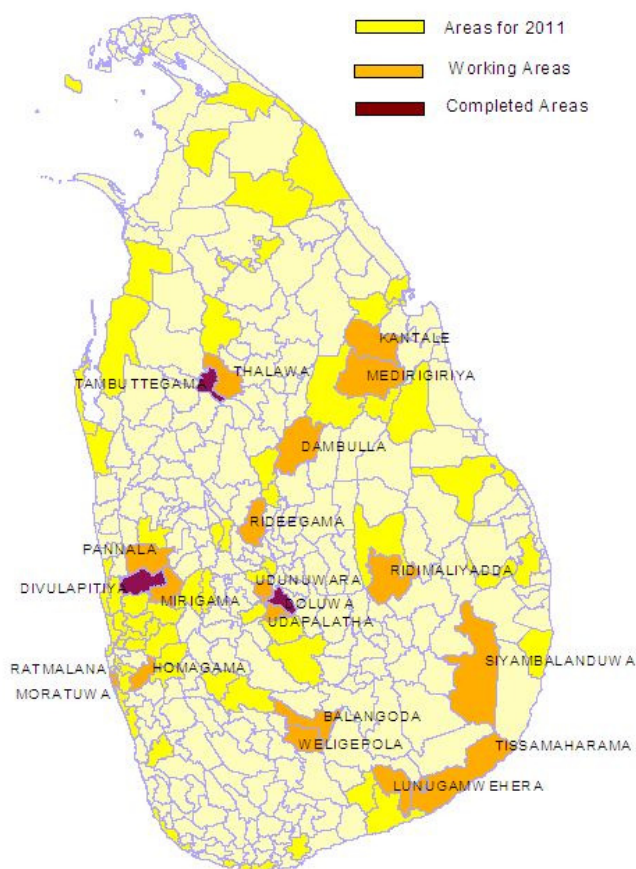 Areas for 2011
Working Areas
Completed Areas
KANTALE
THALAWA
MEDIRIGIRIYA
TAMBUTTEGAMA
DAMBULLA
RIDEEGAMA
PANNALA
RIDIMALIYADDA
UDUNUWARA
DIVULAPITIYA
MIRIGAMA
DOLUWA
UDAPALATHA
SIYAMBALANDUWA
RATMALANA
HOMAGAMA
MORATUWA
BALANGODA
WELIGEPOLA
TISSAMAHARAMA
LUNUGAMWEHERA